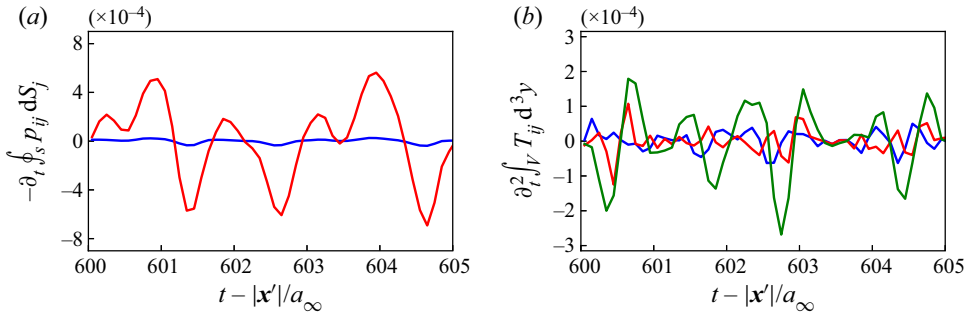 (a) (×10⁻⁴)
8
4
0
−4
−8
600 601 602 603 604 605
t – |x′|/a∞
−∂t ∮s pij dSj
(b) (×10⁻⁴)
3
2
1
0
−1
−2
−3
600 601 602 603 604 605
t – |x′|/a∞
∂t² ∫V Tij d³y